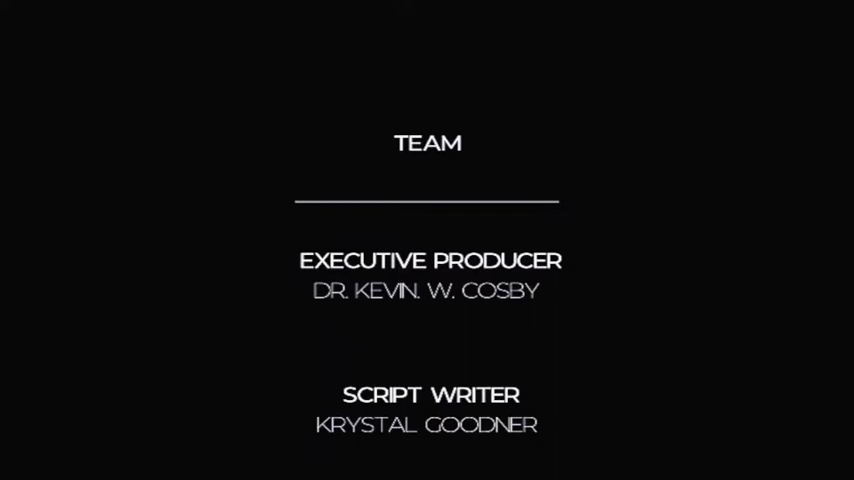 TEAM
EXECUTIVE PRODUCER
DR. KEVIN. W. COSBY
SCRIPT WRITER
KRYSTAL GOODNER